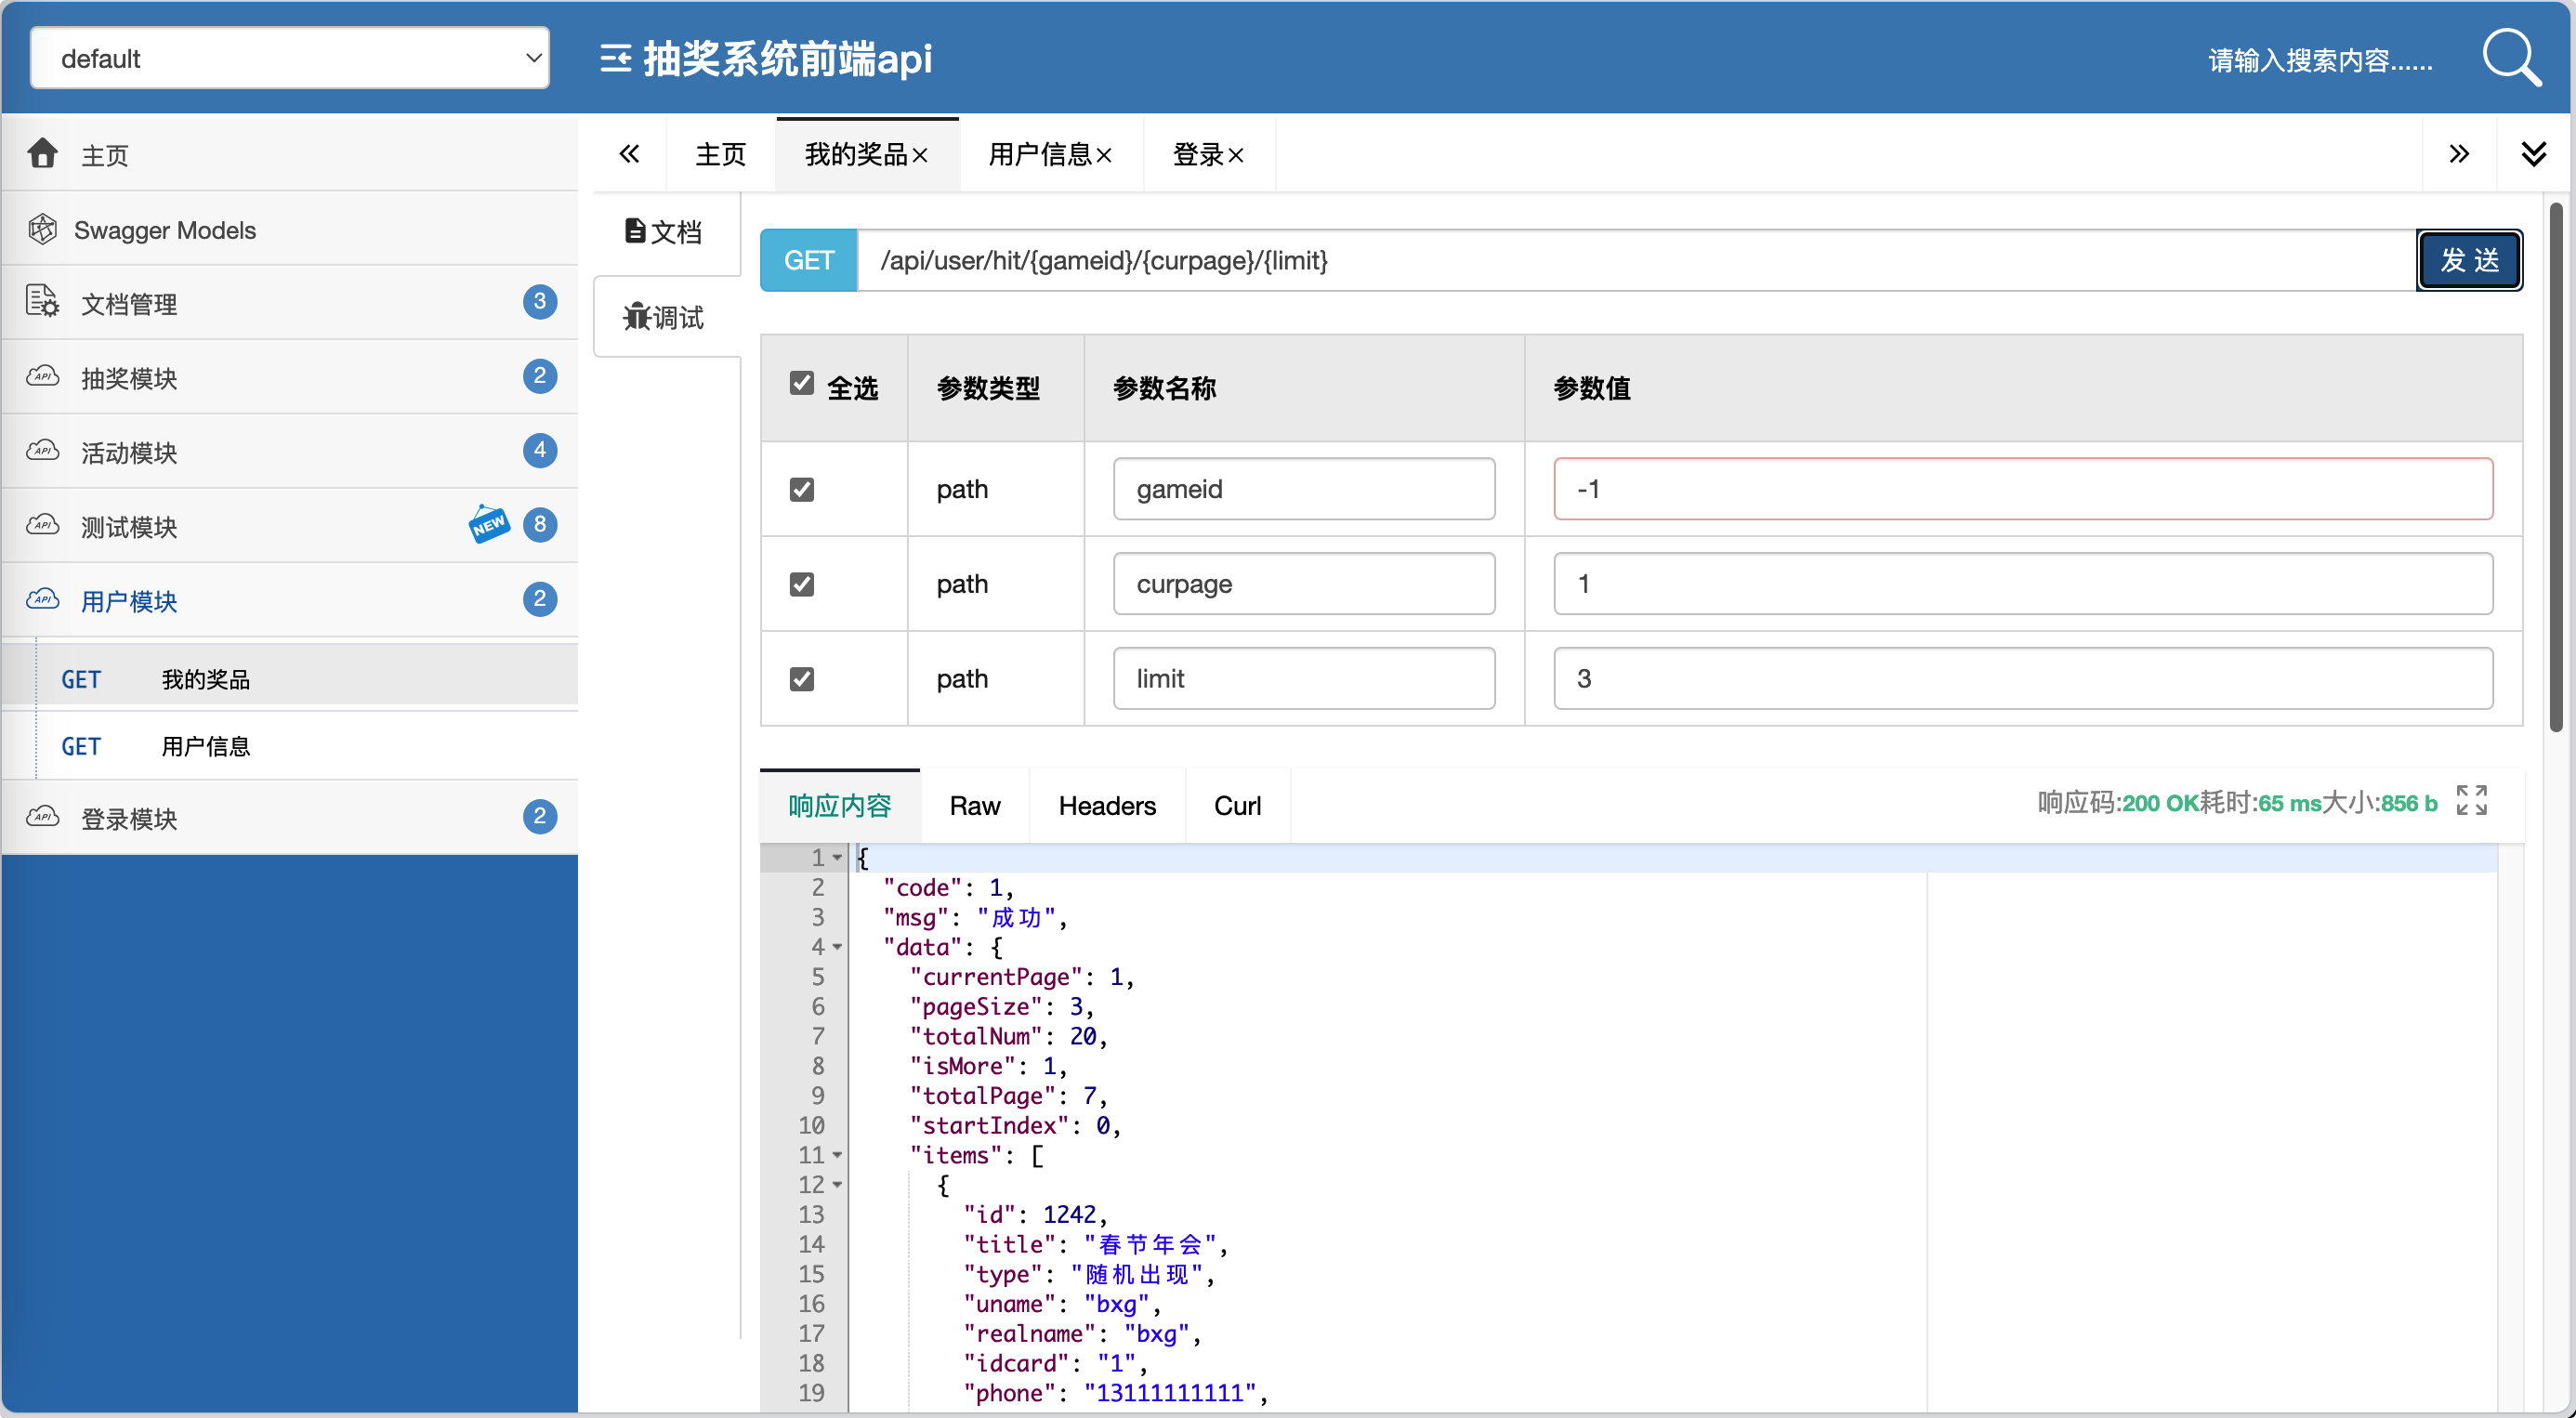 default
抽奖系统前端api
请输入搜索内容......
主页
Swagger Models
文档管理 3
抽奖模块 2
活动模块 4
测试模块 NEW 8
用户模块 2
GET 我的奖品
GET 用户信息
登录模块 2
主页 我的奖品 用户信息 登录
文档
调试
GET /api/user/hit/{gameid}/{curpage}/{limit} 发 送
全选 参数类型 参数名称 参数值
path gameid -1
path curpage 1
path limit 3
响应内容 Raw Headers Curl 响应码:200 OK耗时:65 ms大小:856 b
1 {
2 "code": 1,
3 "msg": "成功",
4 "data": {
5 "currentPage": 1,
6 "pageSize": 3,
7 "totalNum": 20,
8 "isMore": 1,
9 "totalPage": 7,
10 "startIndex": 0,
11 "items": [
12 {
13 "id": 1242,
14 "title": "春节年会",
15 "type": "随机出现",
16 "uname": "bxg",
17 "realname": "bxg",
18 "idcard": "1",
19 "phone": "13111111111",